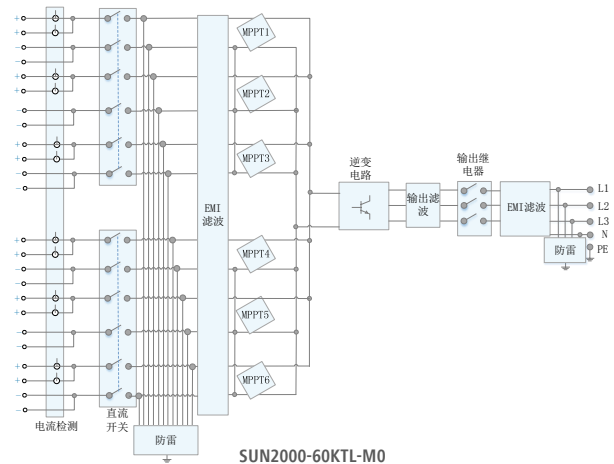 +
+
-
-
+
+
-
-
+
+
-
-
+
+
-
-
+
+
-
-
+
+
-
-
MPPT1
MPPT2
MPPT3
MPPT4
MPPT5
MPPT6
EMI
滤波
逆变
电路
输出滤
波
输出继
电器
EMI滤波
L1
L2
L3
N
PE
防雷
电流检测
直流
开关
防雷
SUN2000-60KTL-M0